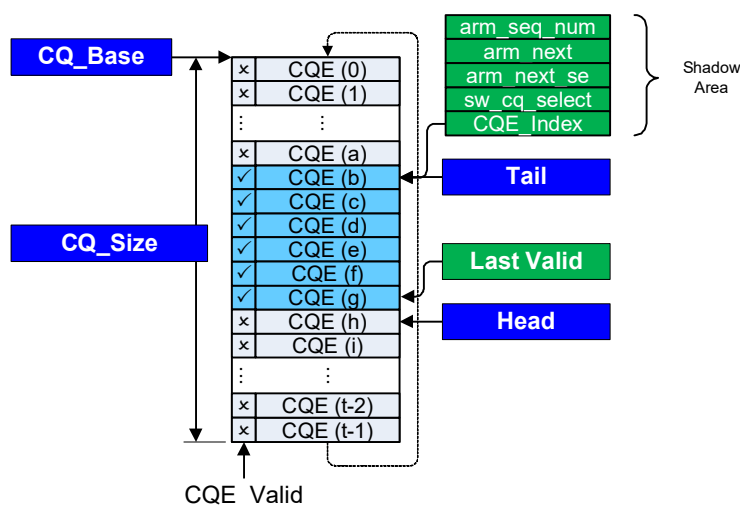 CQ_Base
CQ_Size
× CQE (0)
× CQE (1)
⋮ ⋮
× CQE (a)
✓ CQE (b)
✓ CQE (c)
✓ CQE (d)
✓ CQE (e)
✓ CQE (f)
✓ CQE (g)
× CQE (h)
× CQE (i)
⋮ ⋮
× CQE (t-2)
× CQE (t-1)
CQE Valid
arm_seq_num
arm_next
arm_next_se
sw_cq_select
CQE_Index
Shadow
Area
Tail
Last Valid
Head